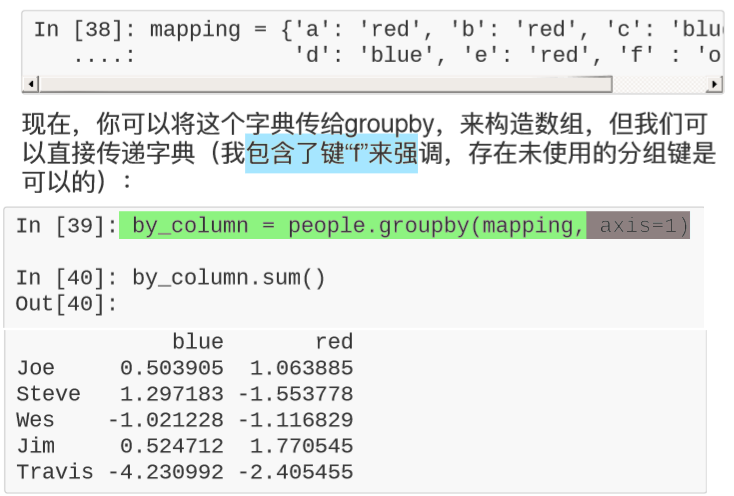 In [38]: mapping = {'a': 'red', 'b': 'red', 'c': 'blu
....: 'd': 'blue', 'e': 'red', 'f' : 'o
现在，你可以将这个字典传给groupby，来构造数组，但我们可
以直接传递字典（我包含了键“f”来强调，存在未使用的分组键是
可以的）：
In [39]: by_column = people.groupby(mapping, axis=1)
In [40]: by_column.sum()
Out[40]:
blue red
Joe 0.503905 1.063885
Steve 1.297183 -1.553778
Wes -1.021228 -1.116829
Jim 0.524712 1.770545
Travis -4.230992 -2.405455